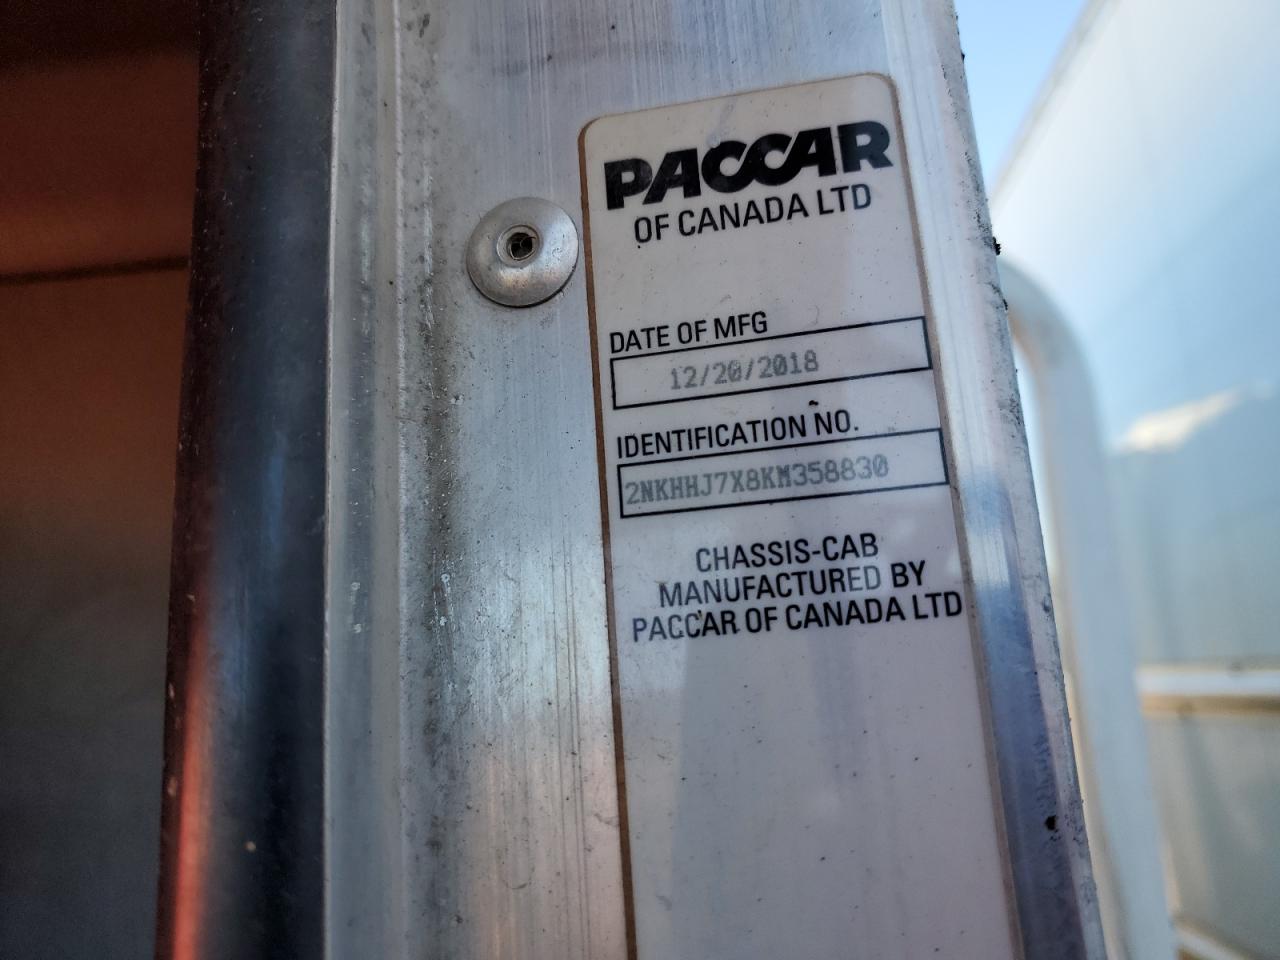 PACCAR
OF CANADA LTD
DATE OF MFG
12/20/2018
IDENTIFICATION NO.
2NKHHJ7X8KM358830
CHASSIS-CAB
MANUFACTURED BY
PACCAR OF CANADA LTD